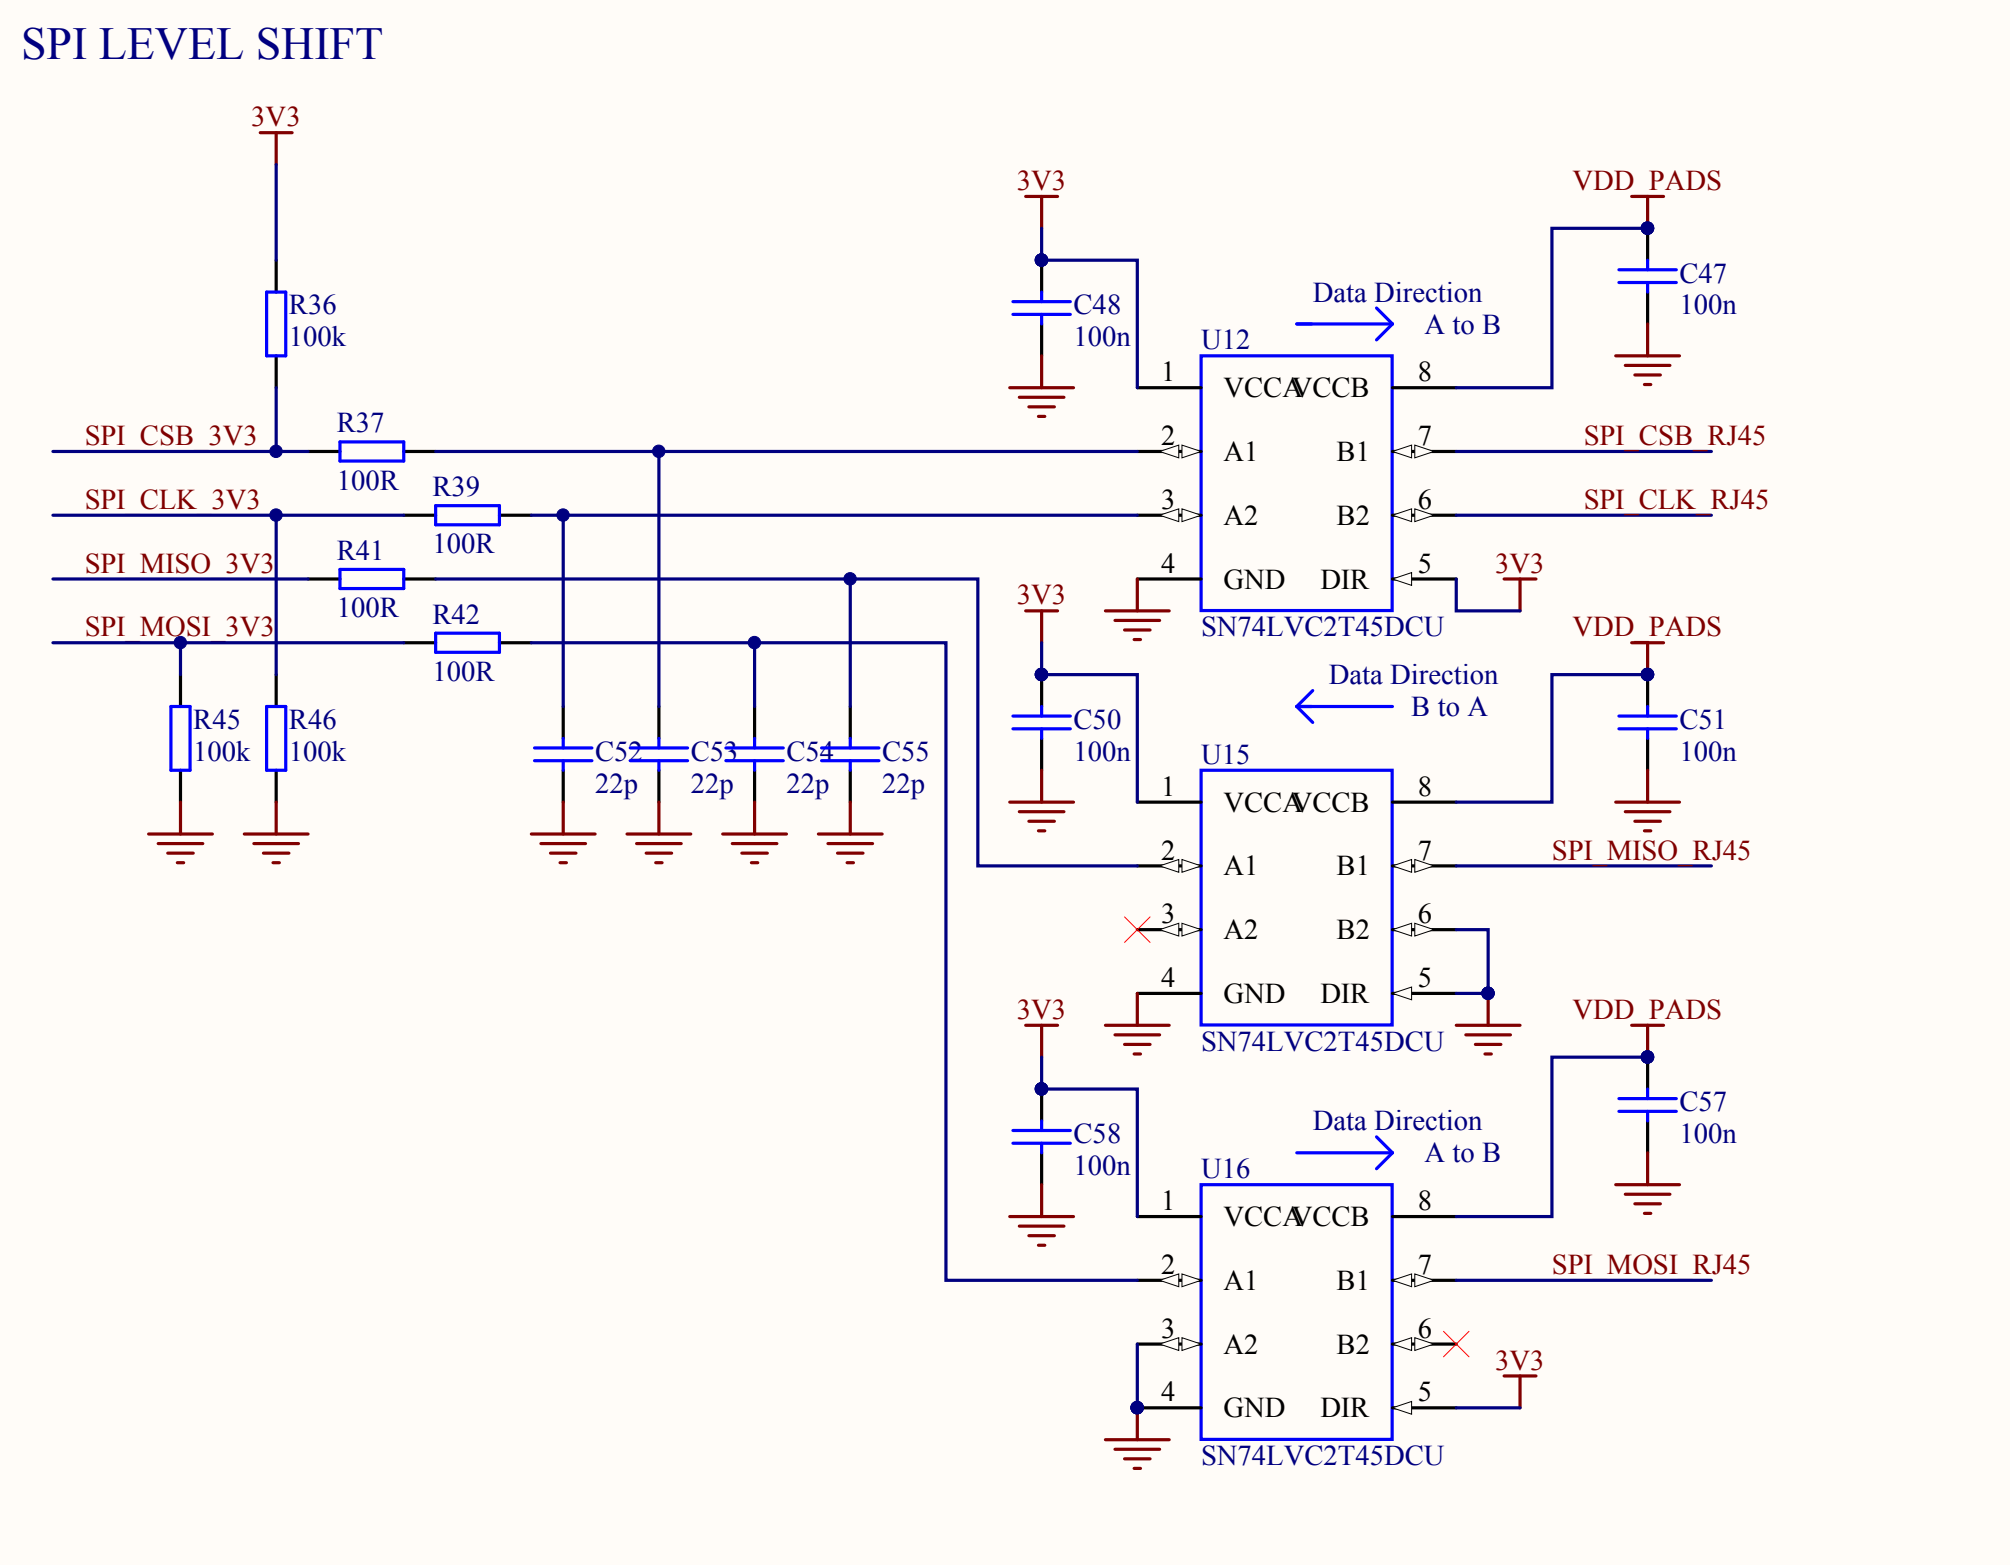 SPI LEVEL SHIFT
3V3
R36
100k
SPI_CSB_3V3
R37
100R
SPI_CLK_3V3
R39
100R
SPI_MISO_3V3
R41
100R
SPI_MOSI_3V3
R42
100R
R45
100k
R46
100k
C52
22p
C53
22p
C54
22p
C55
22p
3V3
C48
100n
VDD_PADS
C47
100n
Data Direction
A to B
U12
1 VCCA VCCB 8
2 A1 B1 7
SPI_CSB_RJ45
3 A2 B2 6
SPI_CLK_RJ45
4 GND DIR 5
3V3
SN74LVC2T45DCU
3V3
C50
100n
VDD_PADS
C51
100n
Data Direction
B to A
U15
1 VCCA VCCB 8
2 A1 B1 7
SPI_MISO_RJ45
3 A2 B2 6
4 GND DIR 5
SN74LVC2T45DCU
3V3
C58
100n
VDD_PADS
C57
100n
Data Direction
A to B
U16
1 VCCA VCCB 8
2 A1 B1 7
SPI_MOSI_RJ45
3 A2 B2 6
4 GND DIR 5
3V3
SN74LVC2T45DCU